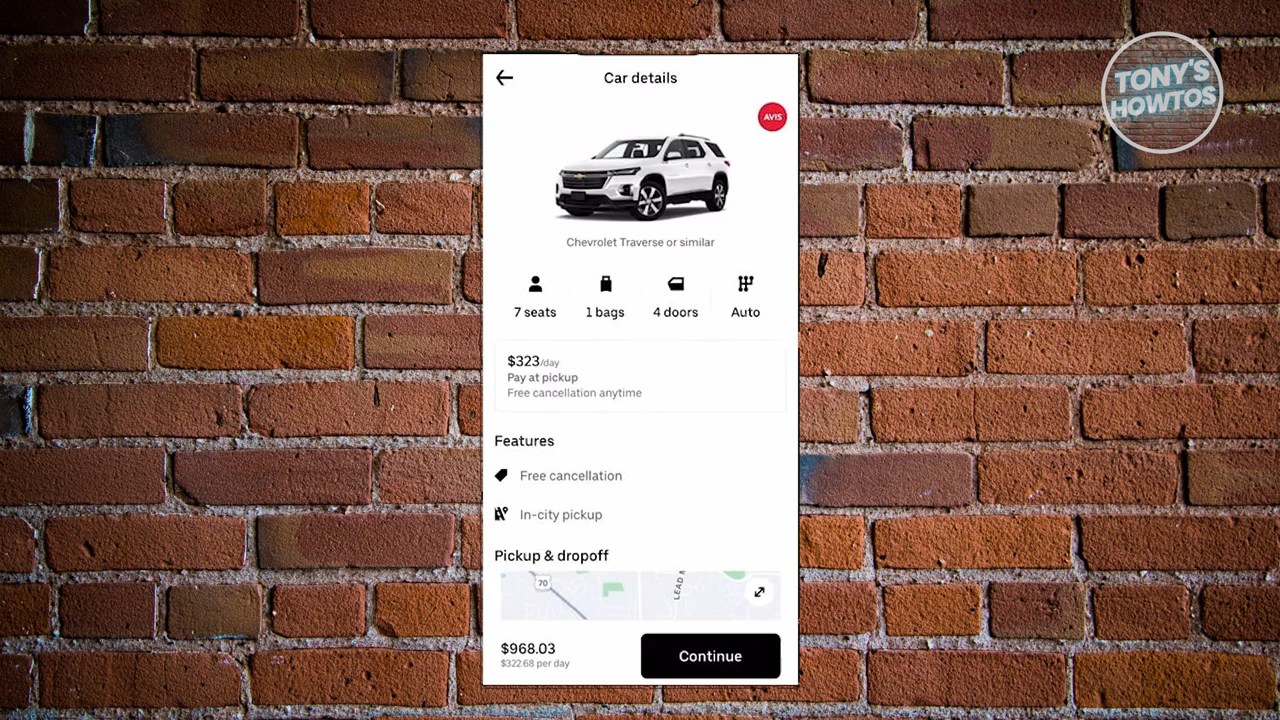 TONY'S
HOWTOS
Car details
AVIS
Chevrolet Traverse or similar
7 seats
1 bags
4 doors
Auto
$323/day
Pay at pickup
Free cancellation anytime
Features
Free cancellation
In-city pickup
Pickup & dropoff
70
LEAD
$968.03
$322.68 per day
Continue